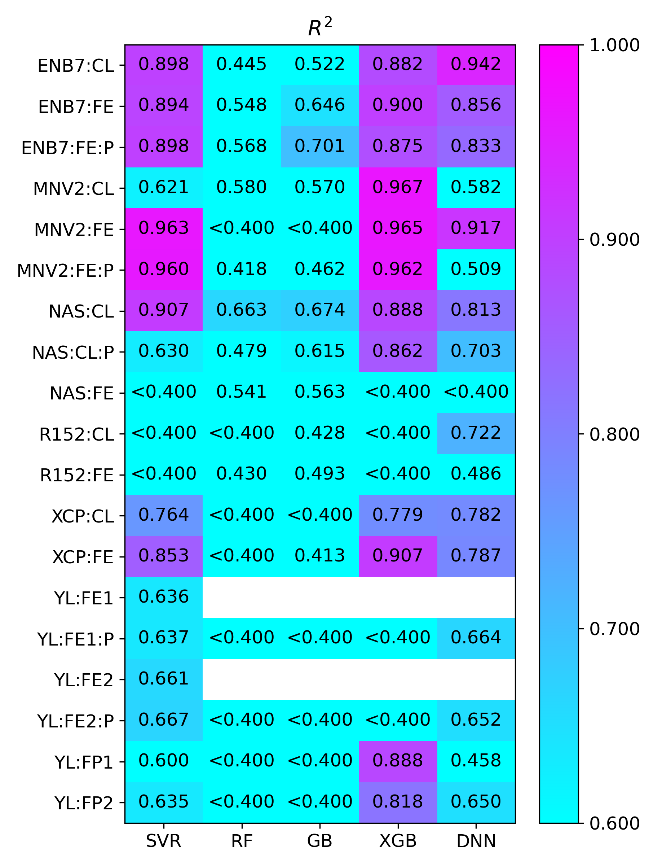 R²
ENB7:CL 0.898 0.445 0.522 0.882 0.942
ENB7:FE 0.894 0.548 0.646 0.900 0.856
ENB7:FE:P 0.898 0.568 0.701 0.875 0.833
MNV2:CL 0.621 0.580 0.570 0.967 0.582
MNV2:FE 0.963 <0.400 <0.400 0.965 0.917
MNV2:FE:P 0.960 0.418 0.462 0.962 0.509
NAS:CL 0.907 0.663 0.674 0.888 0.813
NAS:CL:P 0.630 0.479 0.615 0.862 0.703
NAS:FE <0.400 0.541 0.563 <0.400 <0.400
R152:CL <0.400 <0.400 0.428 <0.400 0.722
R152:FE <0.400 0.430 0.493 <0.400 0.486
XCP:CL 0.764 <0.400 <0.400 0.779 0.782
XCP:FE 0.853 <0.400 0.413 0.907 0.787
YL:FE1 0.636
YL:FE1:P 0.637 <0.400 <0.400 <0.400 0.664
YL:FE2 0.661
YL:FE2:P 0.667 <0.400 <0.400 <0.400 0.652
YL:FP1 0.600 <0.400 <0.400 0.888 0.458
YL:FP2 0.635 <0.400 <0.400 0.818 0.650
SVR RF GB XGB DNN
1.000
0.900
0.800
0.700
0.600